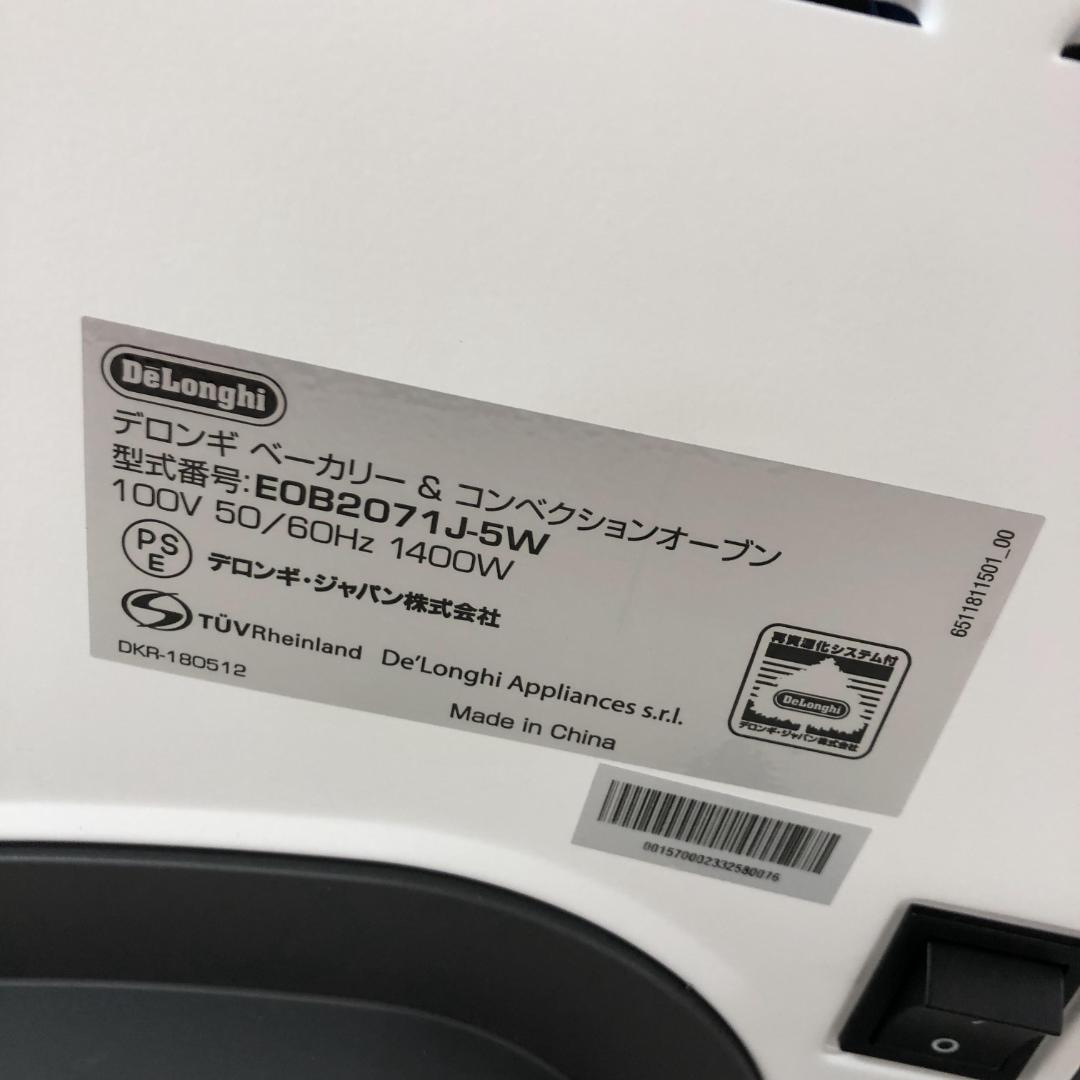 DeLonghi
デロンギ ベーカリー & コンベクションオーブン
型式番号:EOB2071J-5W
100V 50/60Hz 1400W
PSE デロンギ・ジャパン株式会社
TÜVRheinland De'Longhi Appliances s.r.l.
DKR-180512
Made in China
6511811501_00
再資源化システム付
DeLonghi
デロンギ・ジャパン株式会社
001570002332580076